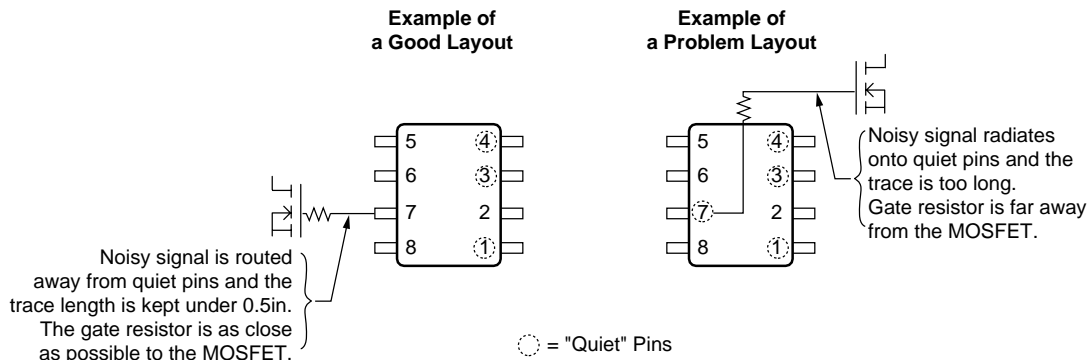 Example of
a Good Layout
Example of
a Problem Layout
5
4
6
3
7
2
8
1
5
4
6
3
7
2
8
1
Noisy signal is routed
away from quiet pins and the
trace length is kept under 0.5in.
The gate resistor is as close
as possible to the MOSFET.
Noisy signal radiates
onto quiet pins and the
trace is too long.
Gate resistor is far away
from the MOSFET.
= "Quiet" Pins